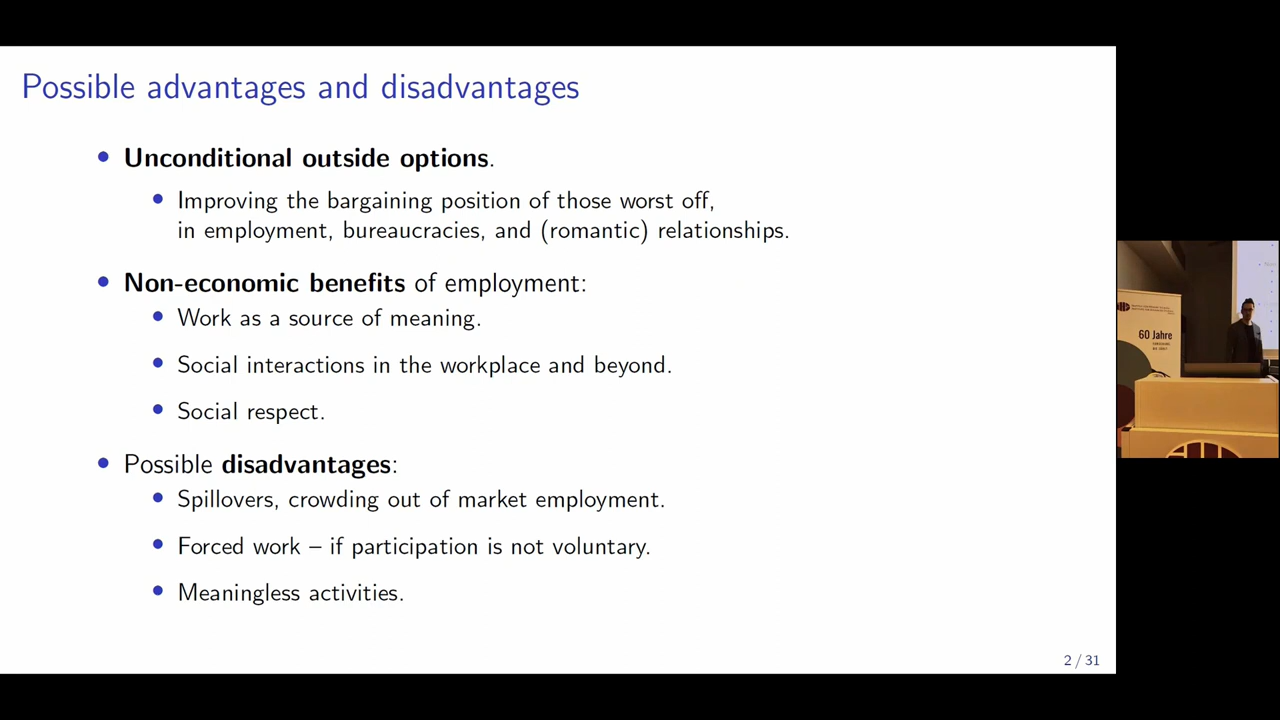 Possible advantages and disadvantages
Unconditional outside options.
Improving the bargaining position of those worst off,
in employment, bureaucracies, and (romantic) relationships.
Non-economic benefits of employment:
Work as a source of meaning.
Social interactions in the workplace and beyond.
Social respect.
Possible disadvantages:
Spillovers, crowding out of market employment.
Forced work – if participation is not voluntary.
Meaningless activities.
2 / 31
60 Jahre